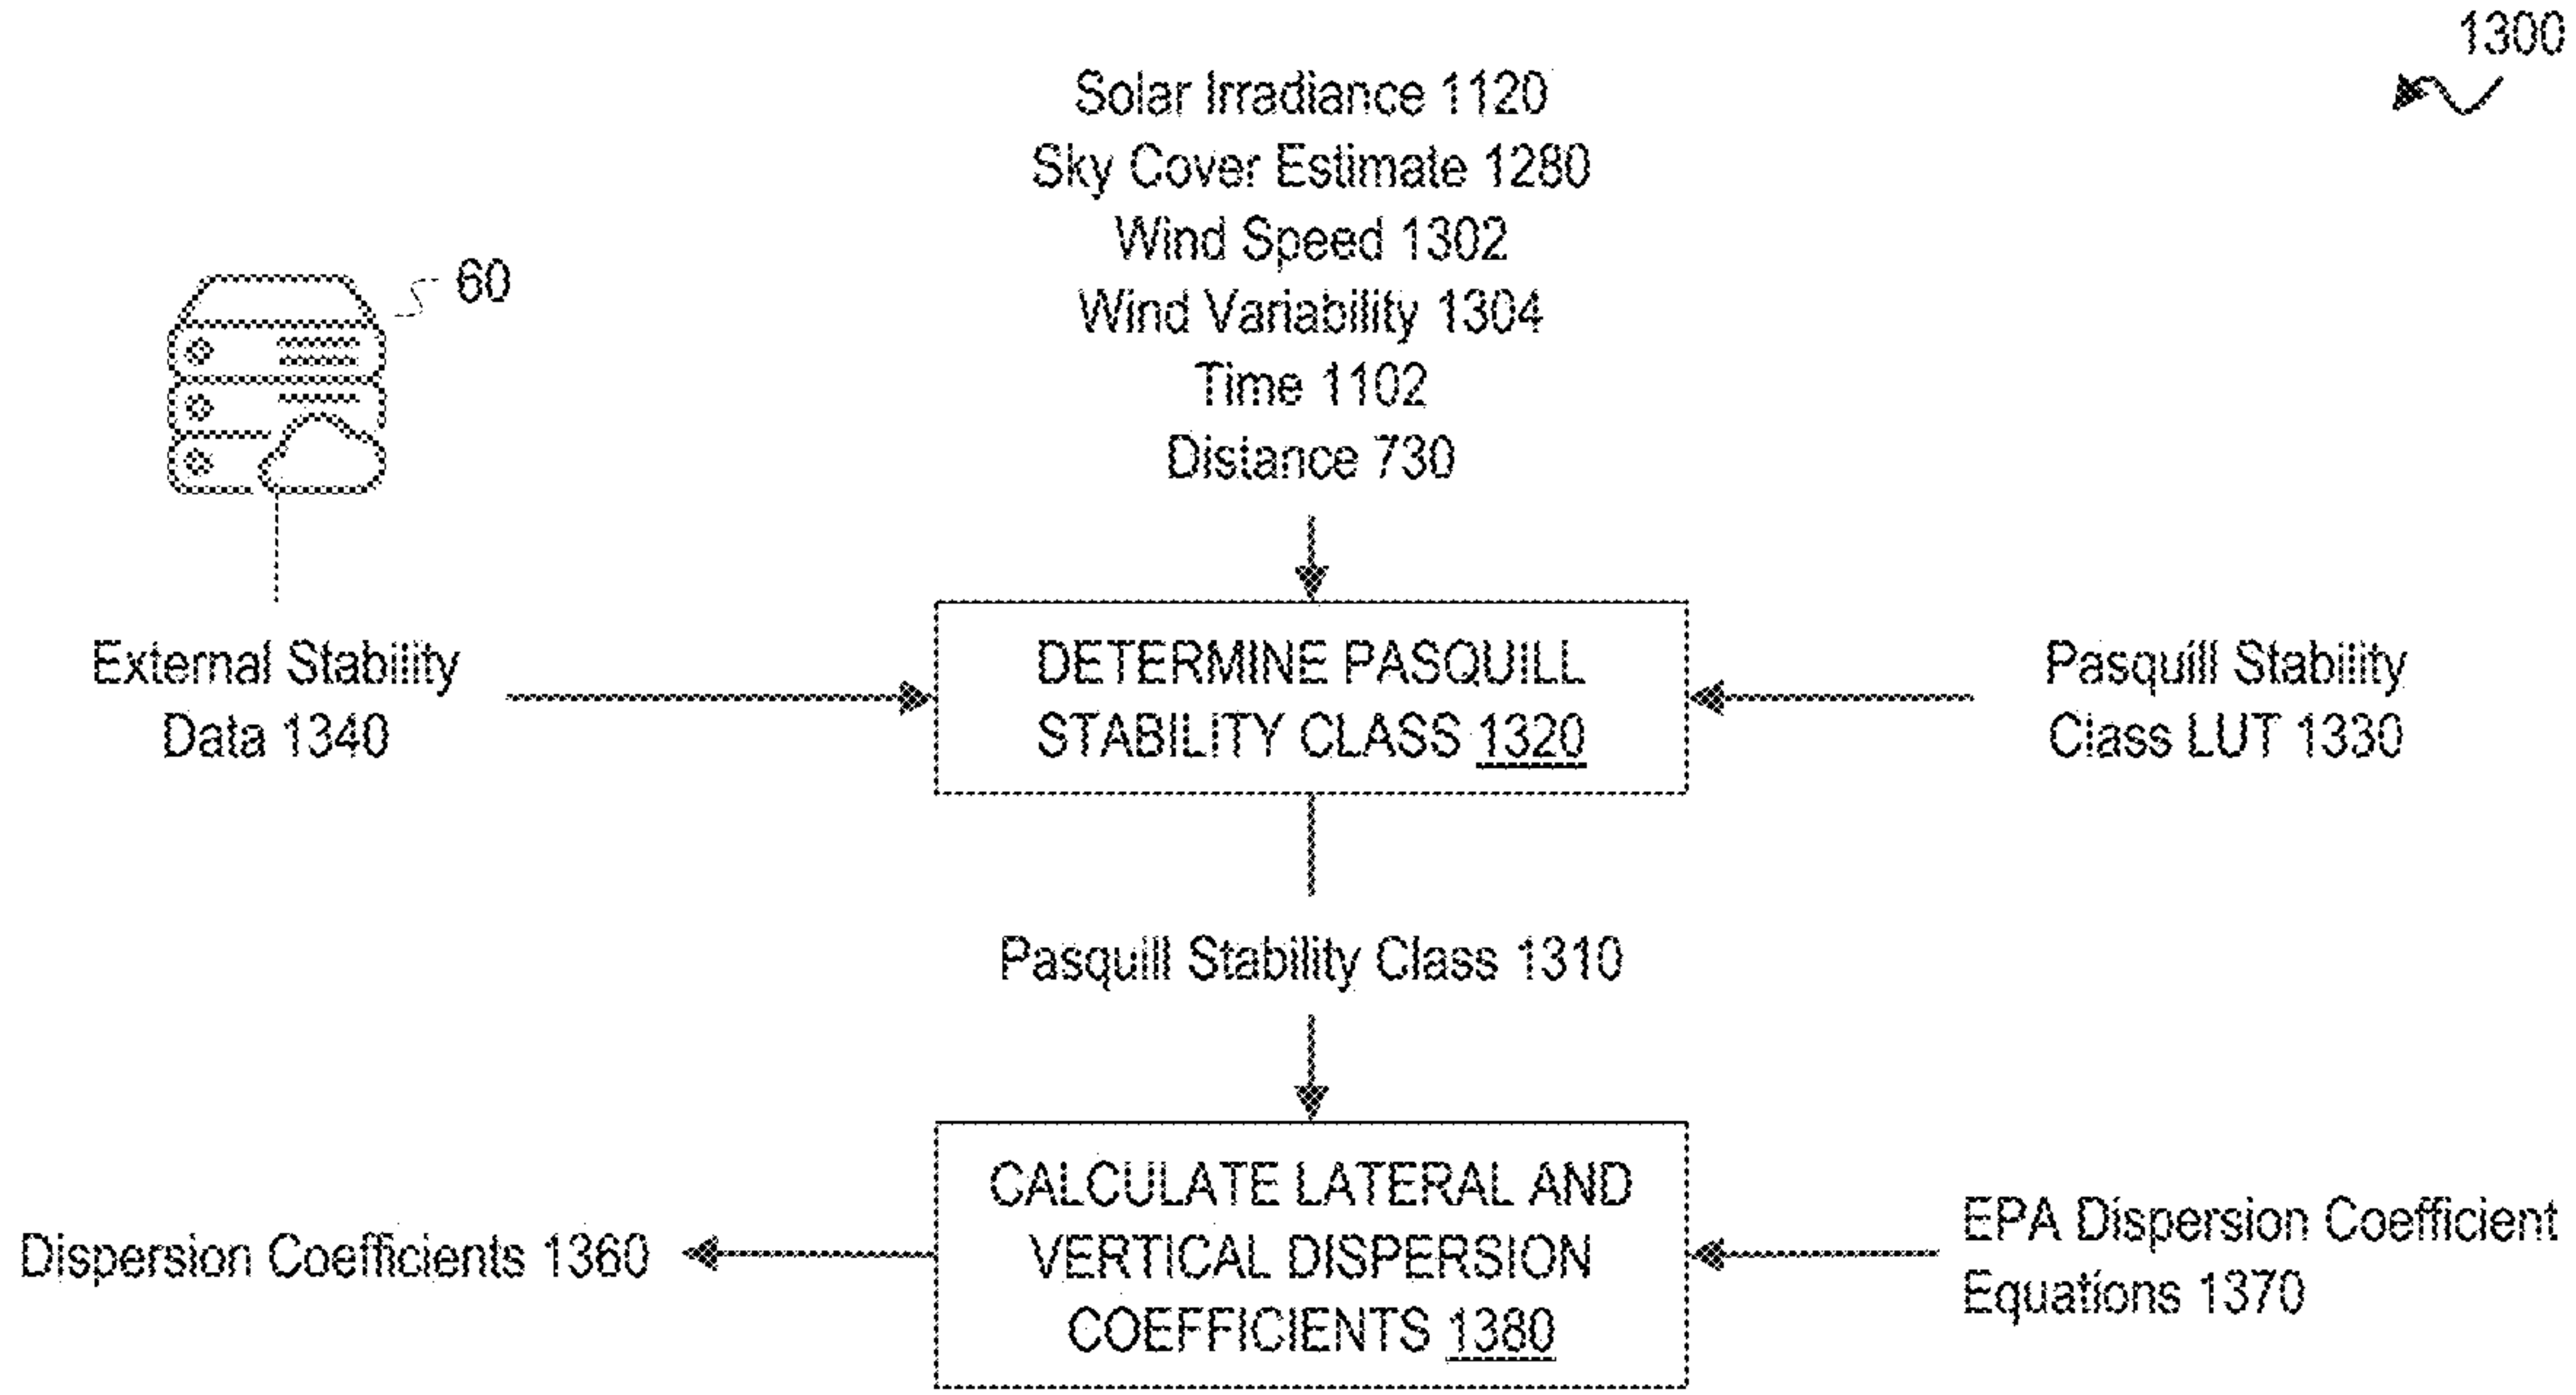 1300
Solar Irradiance 1120
Sky Cover Estimate 1280
Wind Speed 1302
Wind Variability 1304
Time 1102
Distance 730
60
External Stability
Data 1340
DETERMINE PASQUILL
STABILITY CLASS 1320
Pasquill Stability
Class LUT 1330
Pasquill Stability Class 1310
CALCULATE LATERAL AND
VERTICAL DISPERSION
COEFFICIENTS 1380
Dispersion Coefficients 1360
EPA Dispersion Coefficient
Equations 1370